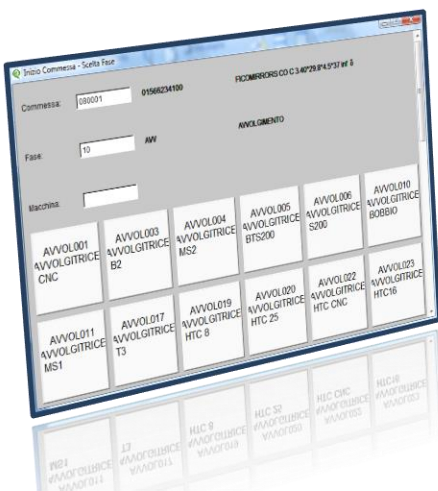 Inizio Commessa - Scelta Fase
Commessa: 080001 01566234100 FICOMIRRORS CO C 3.40*29.8*4.5*37 inf
Fase: 10 AVV AVVOLGIMENTO
Macchina:
AVVOL001 AVVOL003 AVVOL004 AVVOL005 AVVOL006 AVVOL010
AVVOLGITRICE AVVOLGITRICE AVVOLGITRICE AVVOLGITRICE AVVOLGITRICE AVVOLGITRICE
CNC B2 MS2 BTS200 S200 BOBBIO
AVVOL011 AVVOL017 AVVOL019 AVVOL020 AVVOL022 AVVOL023
AVVOLGITRICE AVVOLGITRICE AVVOLGITRICE AVVOLGITRICE AVVOLGITRICE AVVOLGITRICE
MS1 T3 HTC 8 HTC 25 HTC CNC HTC16